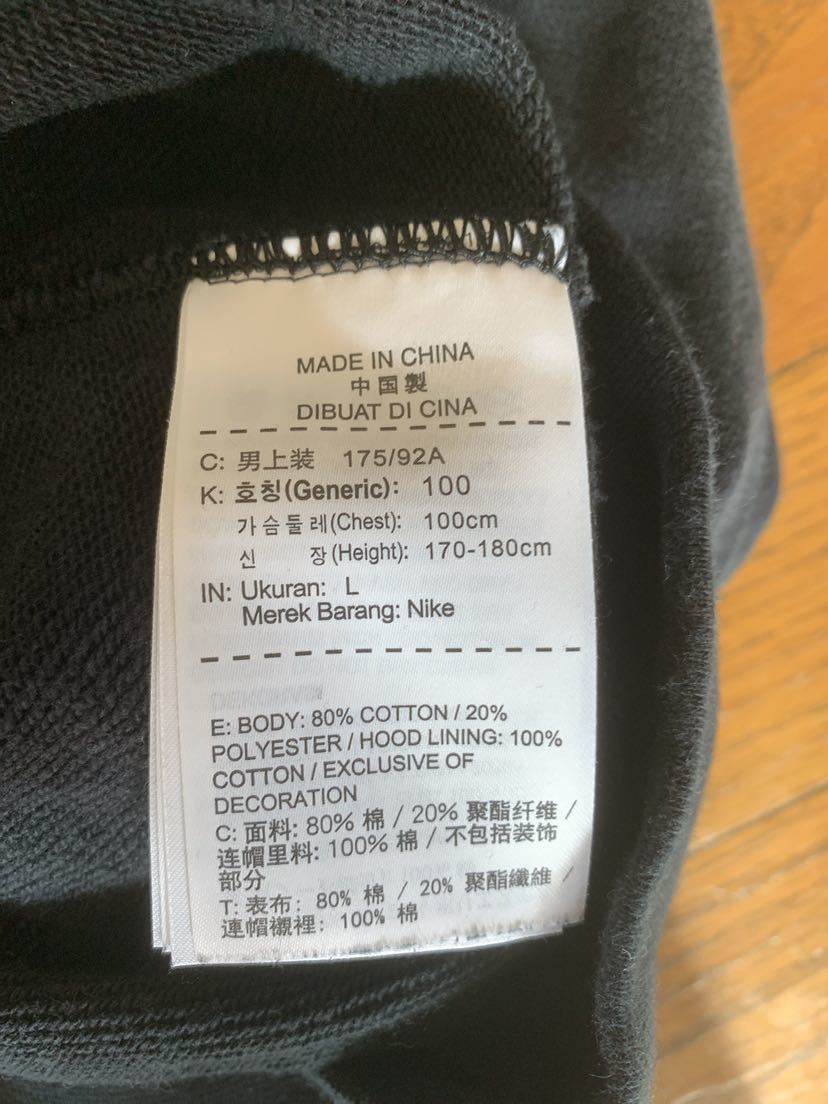 MADE IN CHINA
中国製
DIBUAT DI CINA
C: 男上装 175/92A
K: 호칭(Generic): 100
가슴둘레(Chest): 100cm
신 장(Height): 170-180cm
IN: Ukuran: L
Merek Barang: Nike
E: BODY: 80% COTTON / 20%
POLYESTER / HOOD LINING: 100%
COTTON / EXCLUSIVE OF
DECORATION
C: 面料: 80% 棉 / 20% 聚酯纤维 /
连帽里料: 100% 棉 / 不包括装饰
部分
T: 表布: 80% 棉 / 20% 聚酯纖維 /
連帽襯裡: 100% 棉